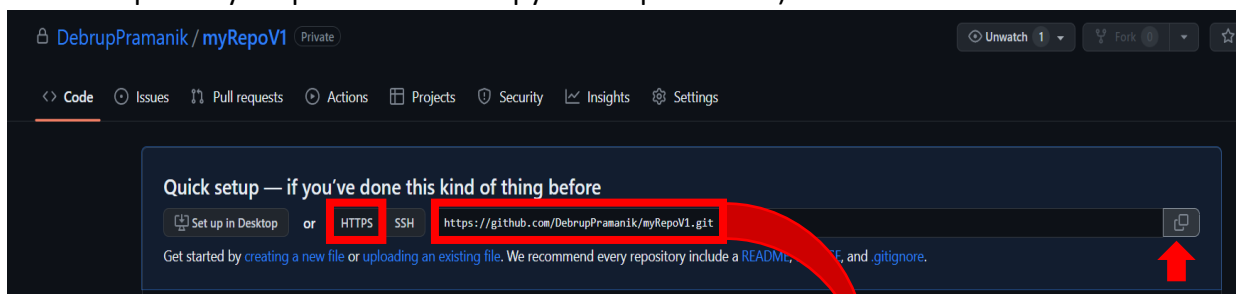 DebrupPramanik / myRepoV1 Private Unwatch 1 Fork 0
Code Issues Pull requests Actions Projects Security Insights Settings
Quick setup — if you've done this kind of thing before
Set up in Desktop or HTTPS SSH https://github.com/DebrupPramanik/myRepoV1.git
Get started by creating a new file or uploading an existing file. We recommend every repository include a README, and .gitignore.